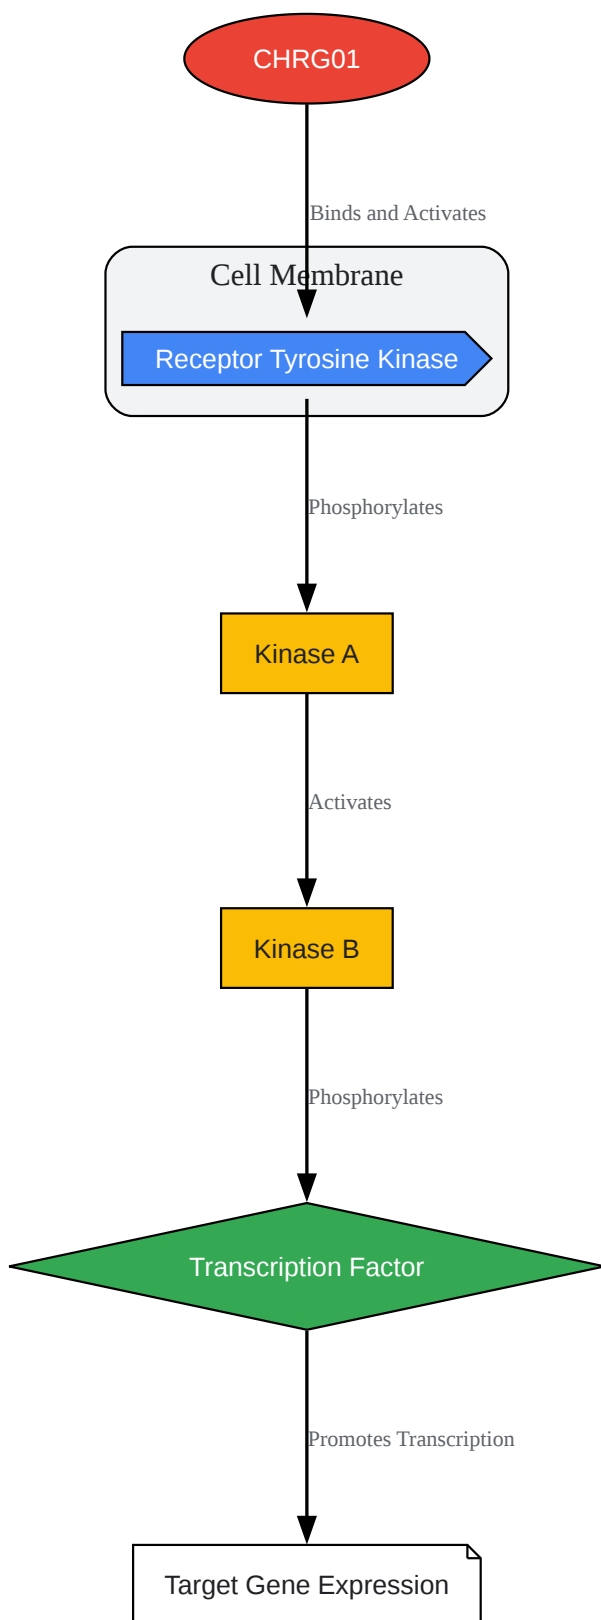 CHRG01
Binds and Activates
Cell Membrane
Receptor Tyrosine Kinase
Phosphorylates
Kinase A
Activates
Kinase B
Phosphorylates
Transcription Factor
Promotes Transcription
Target Gene Expression